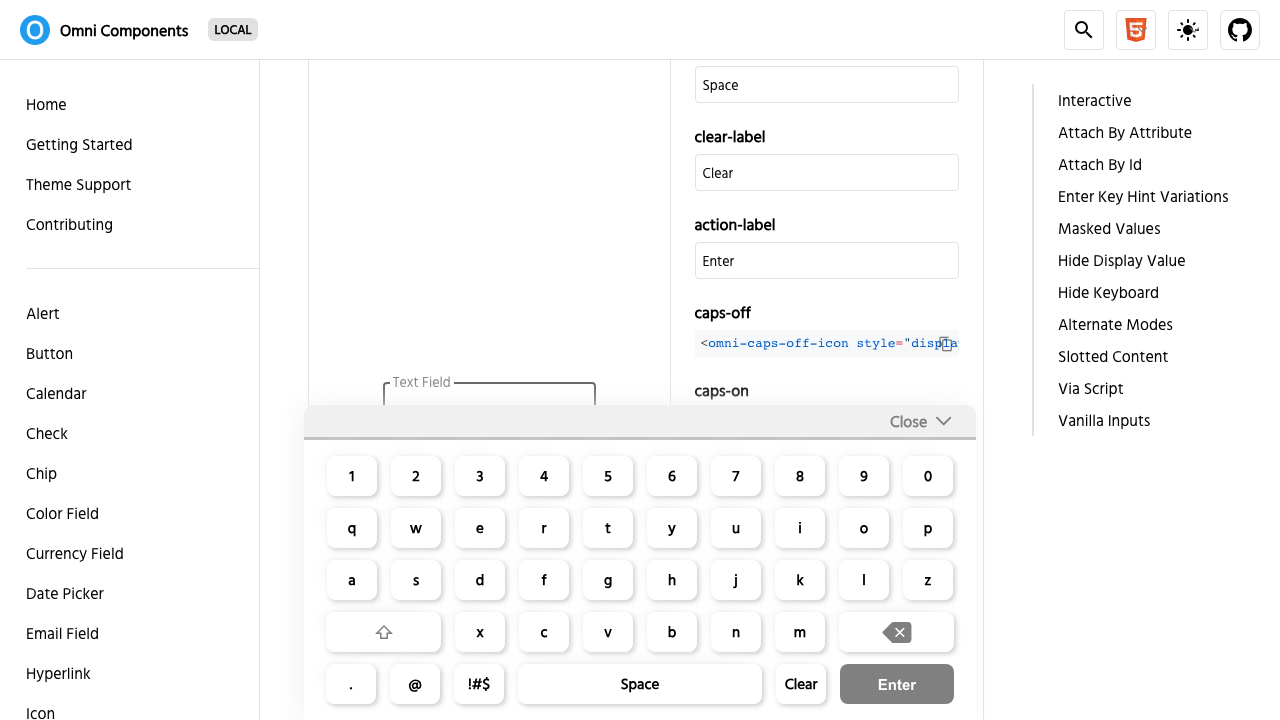 Omni Components LOCAL
Home
Getting Started
Theme Support
Contributing
Alert
Button
Calendar
Check
Chip
Color Field
Currency Field
Date Picker
Email Field
Hyperlink
Icon
Text Field
Space
clear-label
Clear
action-label
Enter
caps-off
<omni-caps-off-icon style="displa
caps-on
Close
1 2 3 4 5 6 7 8 9 0
q w e r t y u i o p
a s d f g h j k l z
x c v b n m
. @ !#$ Space Clear Enter
Interactive
Attach By Attribute
Attach By Id
Enter Key Hint Variations
Masked Values
Hide Display Value
Hide Keyboard
Alternate Modes
Slotted Content
Via Script
Vanilla Inputs